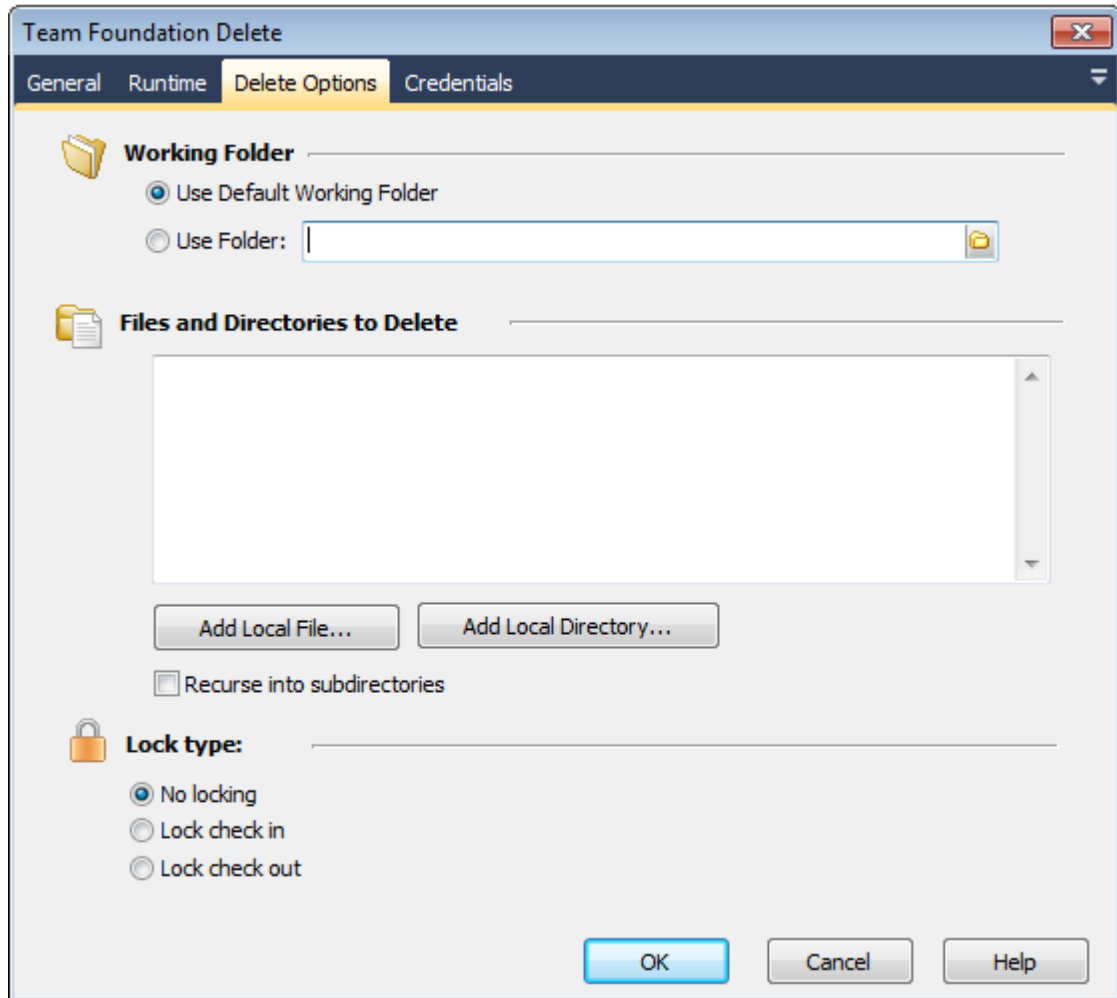 Team Foundation Delete
General Runtime Delete Options Credentials
Working Folder
Use Default Working Folder
Use Folder:
Files and Directories to Delete
Add Local File... Add Local Directory...
Recurse into subdirectories
Lock type:
No locking
Lock check in
Lock check out
OK Cancel Help